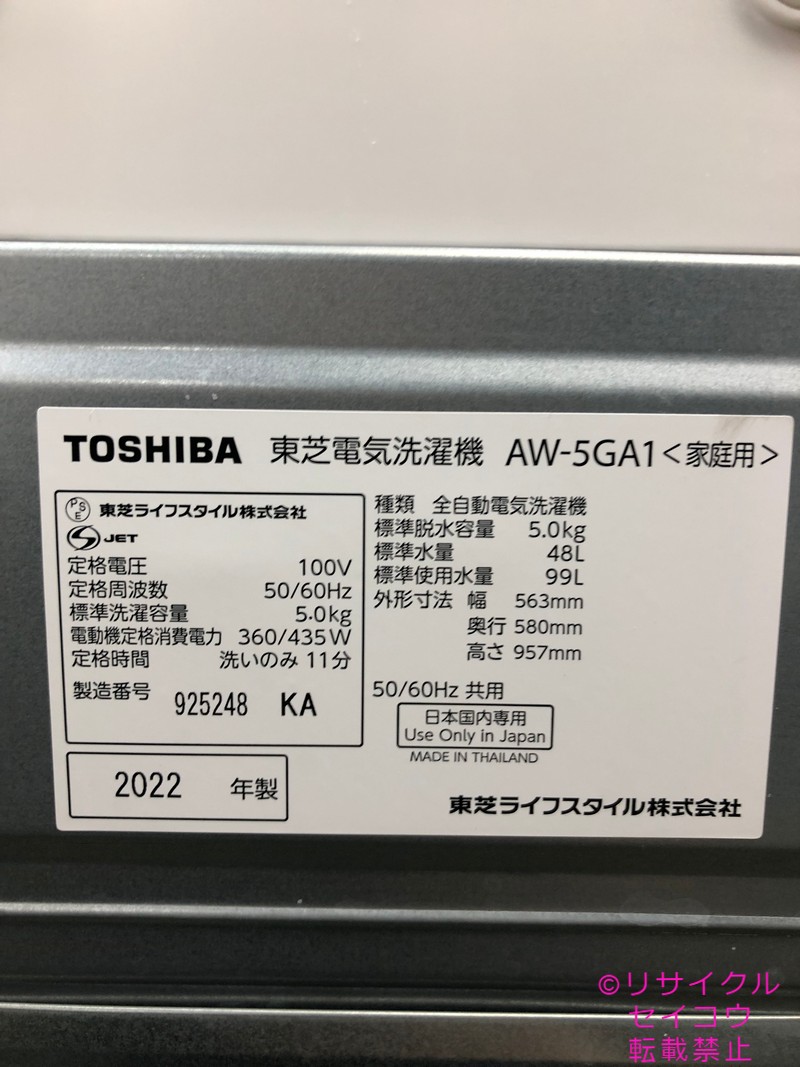 TOSHIBA 東芝電気洗濯機 AW-5GA1<家庭用>
PSE 東芝ライフスタイル株式会社
S JET
定格電圧 100V
定格周波数 50/60Hz
標準洗濯容量 5.0kg
電動機定格消費電力 360/435W
定格時間 洗いのみ 11分
製造番号 925248 KA
2022 年製
種類 全自動電気洗濯機
標準脱水容量 5.0kg
標準水量 48L
標準使用水量 99L
外形寸法 幅 563mm
奥行 580mm
高さ 957mm
50/60Hz 共用
日本国内専用
Use Only in Japan
MADE IN THAILAND
東芝ライフスタイル株式会社
©リサイクル
セイコウ
転載禁止